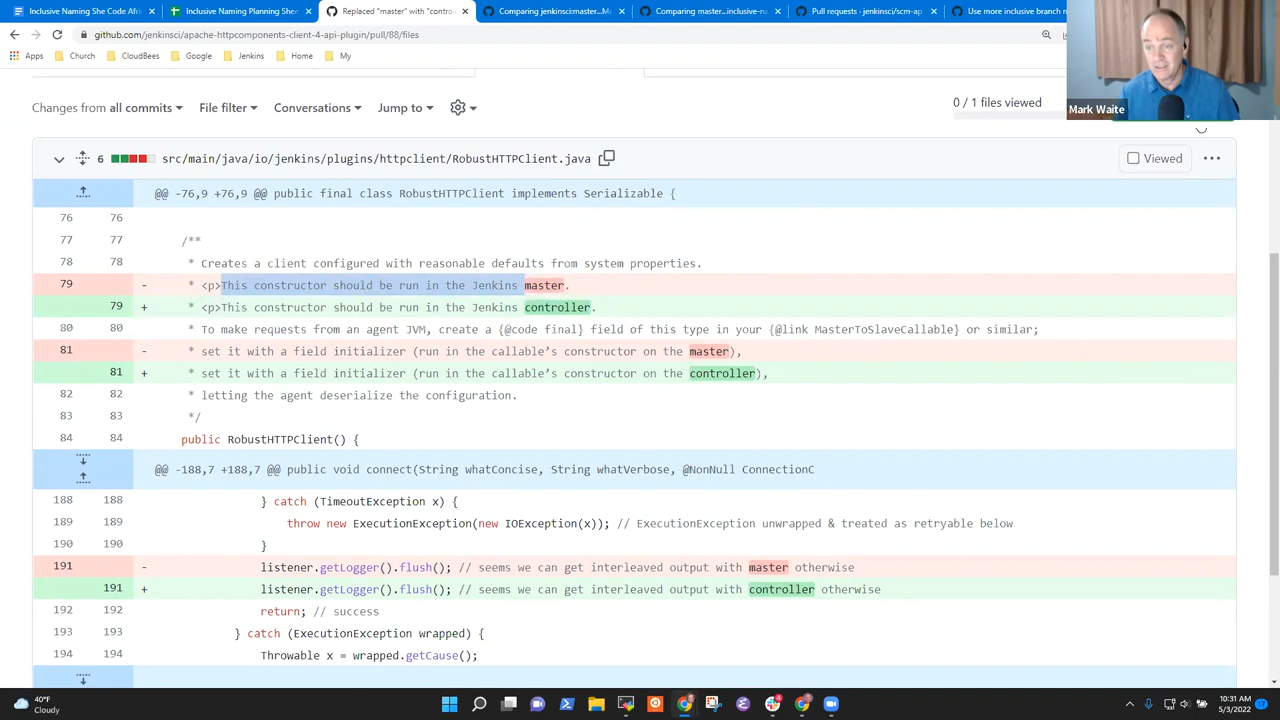 Inclusive Naming She Code Afri
Inclusive Naming Planning Shee
Replaced "master" with "contro
Comparing jenkinsci:master...M
Comparing master...inclusive-n
Pull requests · jenkinsci/scm-ap
Use more inclusive branch n
github.com/jenkinsci/apache-httpcomponents-client-4-api-plugin/pull/88/files
Apps Church CloudBees Google Jenkins Home My
Mark Waite
Changes from all commits File filter Conversations Jump to
0 / 1 files viewed
6 src/main/java/io/jenkins/plugins/httpclient/RobustHTTPClient.java
Viewed
@@ -76,9 +76,9 @@ public final class RobustHTTPClient implements Serializable {
76 76
77 77 /**
78 78 * Creates a client configured with reasonable defaults from system properties.
79 - * <p>This constructor should be run in the Jenkins master.
79 + * <p>This constructor should be run in the Jenkins controller.
80 80 * To make requests from an agent JVM, create a {@code final} field of this type in your {@link MasterToSlaveCallable} or similar;
81 - * set it with a field initializer (run in the callable’s constructor on the master),
81 + * set it with a field initializer (run in the callable’s constructor on the controller),
82 82 * letting the agent deserialize the configuration.
83 83 */
84 84 public RobustHTTPClient() {
@@ -188,7 +188,7 @@ public void connect(String whatConcise, String whatVerbose, @NonNull ConnectionC
188 188 } catch (TimeoutException x) {
189 189 throw new ExecutionException(new IOException(x)); // ExecutionException unwrapped & treated as retryable below
190 190 }
191 - listener.getLogger().flush(); // seems we can get interleaved output with master otherwise
191 + listener.getLogger().flush(); // seems we can get interleaved output with controller otherwise
192 192 return; // success
193 193 } catch (ExecutionException wrapped) {
194 194 Throwable x = wrapped.getCause();
40°F
Cloudy
10:31 AM
5/3/2022